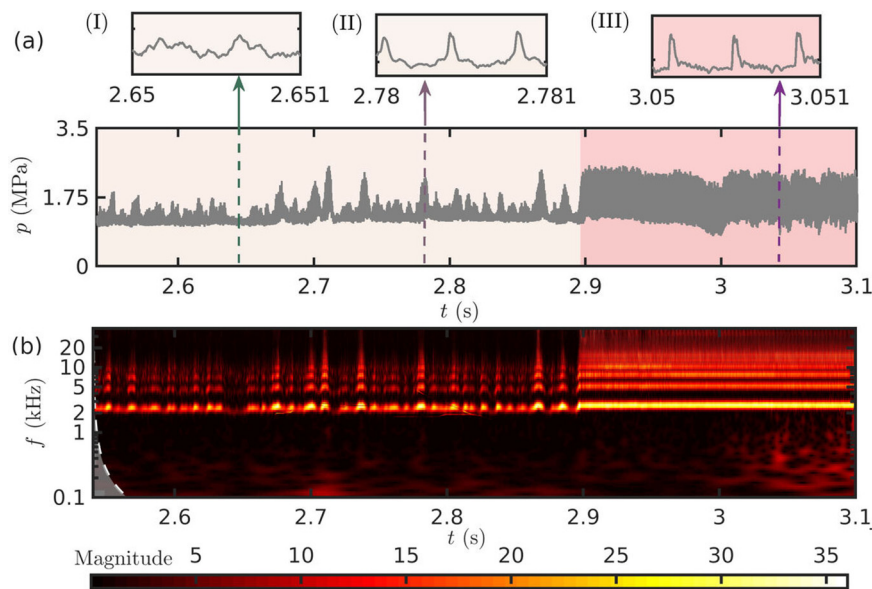 (a) (I) (II) (III)
2.65 2.651 2.78 2.781 3.05 3.051
3.5
p (MPa)
1.75
0
2.6 2.7 2.8 2.9 3 3.1
t (s)
(b)
f (kHz)
20
10
5
2
1
0.1
2.6 2.7 2.8 2.9 3 3.1
t (s)
Magnitude 5 10 15 20 25 30 35